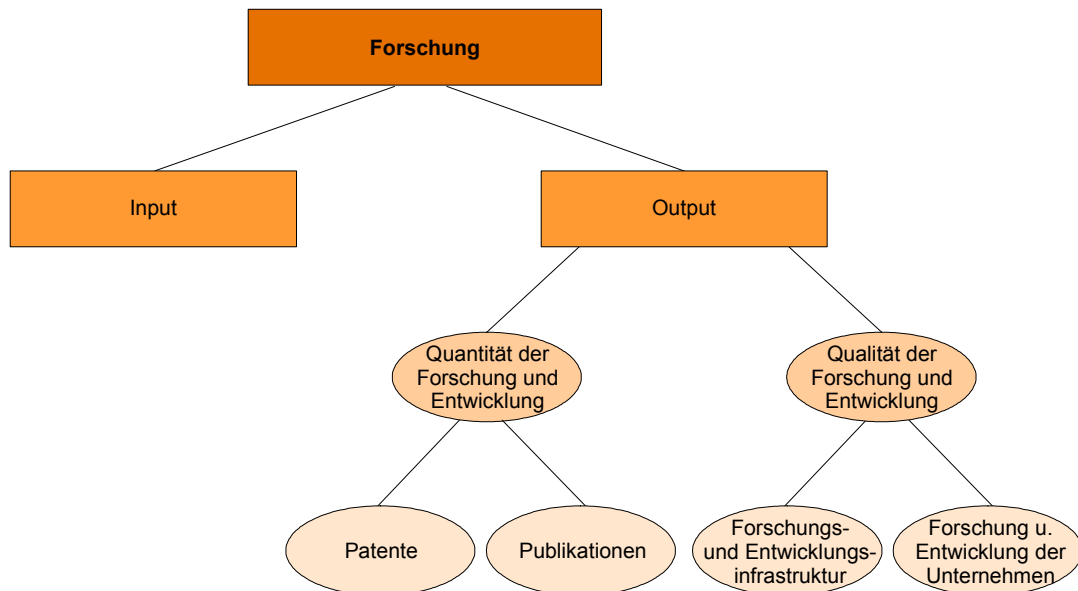 Forschung
Input
Output
Quantität der
Forschung und
Entwicklung
Qualität der
Forschung und
Entwicklung
Patente
Publikationen
Forschungs-
und Entwicklungs-
infrastruktur
Forschung u.
Entwicklung der
Unternehmen